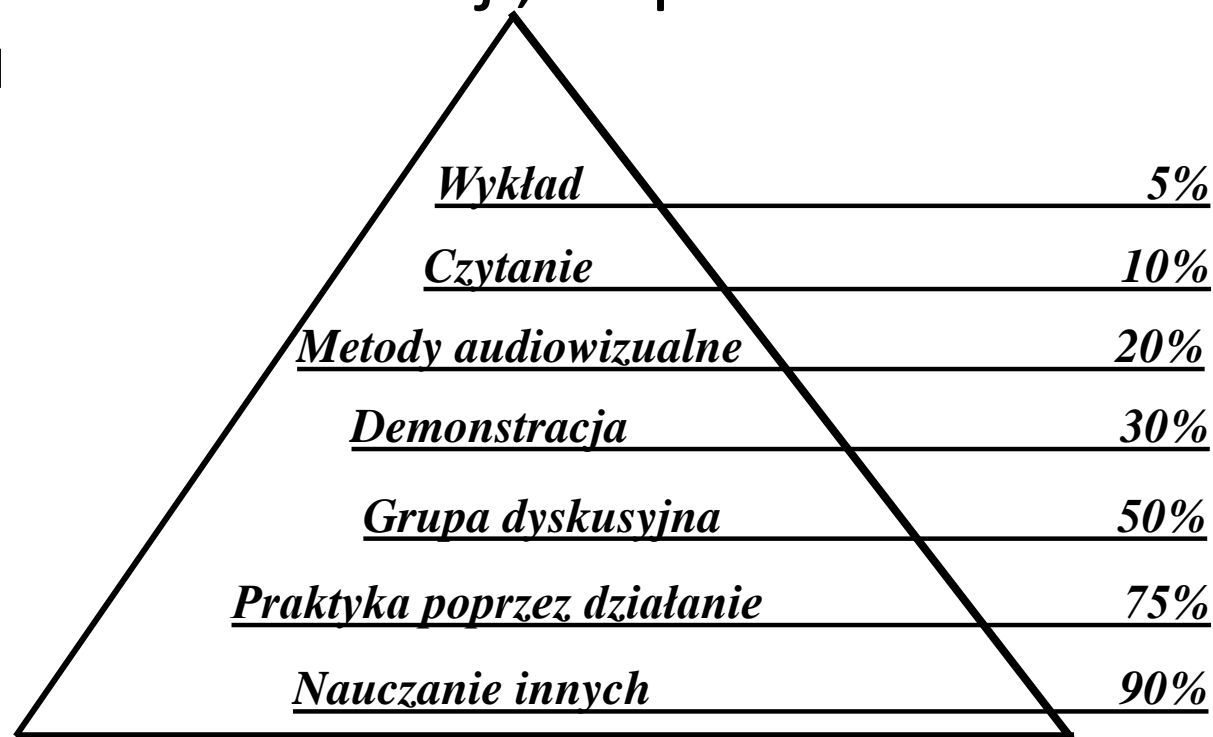 Wykład 5%
Czytanie 10%
Metody audiowizualne 20%
Demonstracja 30%
Grupa dyskusyjna 50%
Praktyka poprzez działanie 75%
Nauczanie innych 90%